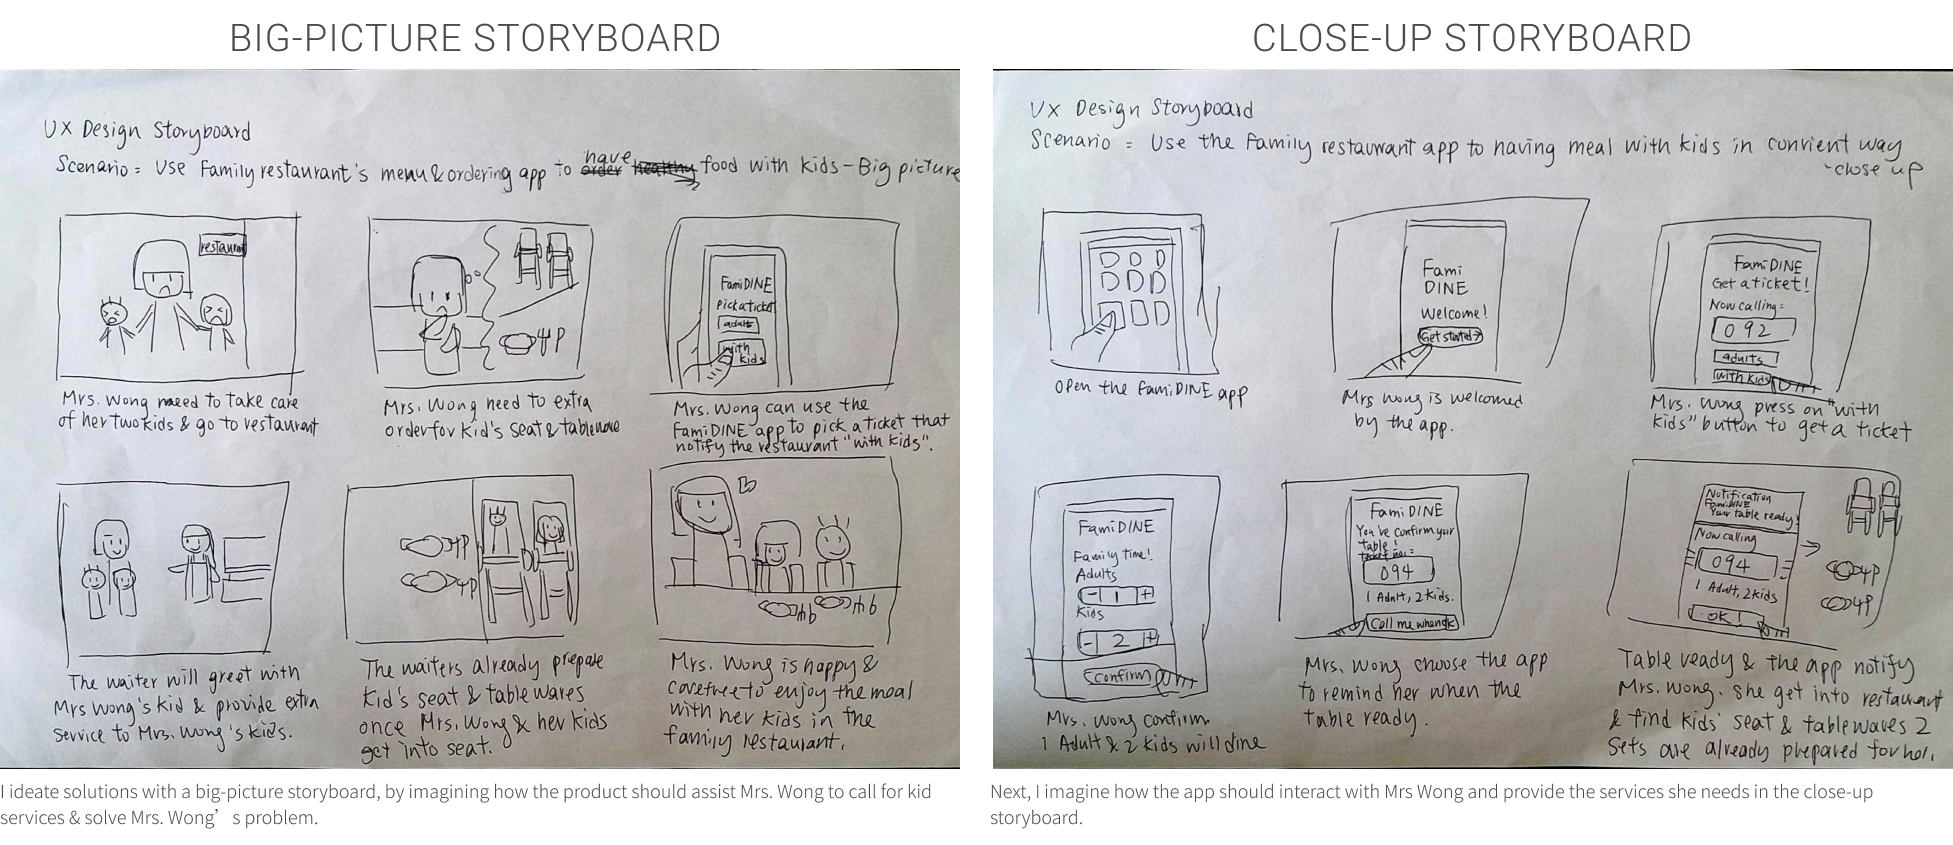 BIG-PICTURE STORYBOARD
UX Design Storyboard
Scenario = Use Family restaurant's menu & ordering app to order have healthy food with kids - Big picture
restaurant
Mrs. Wong need to take care
of her two kids & go to restaurant
Mrs. Wong need to extra
order for kid's seat & tableware
FamiDINE
Pick a ticket
adults
with
kids
Mrs. Wong can use the
FamiDINE app to pick a ticket that
notify the restaurant "with kids".
The waiter will greet with
Mrs Wong's kid & provide extra
service to Mrs. Wong's kids.
The waiters already prepare
kid's seat & table wares
once Mrs. Wong & her kids
get into seat.
Mrs. Wong is happy &
carefree to enjoy the meal
with her kids in the
family restaurant.
I ideate solutions with a big-picture storyboard, by imagining how the product should assist Mrs. Wong to call for kid
services & solve Mrs. Wong’s problem.
CLOSE-UP STORYBOARD
UX Design Storyboard
Scenario = Use the Family restaurant app to having meal with kids in convient way
- close up
Open the FamiDINE app
Fami
DINE
Welcome!
Get started >
Mrs Wong is welcomed
by the app.
FamiDINE
Get a ticket!
Now calling =
092
adults
with kids
Mrs. Wong press on "with
kids" button to get a ticket
FamiDINE
Family time!
Adults
- 1 +
Kids
- 2 +
Confirm
Mrs. Wong confirm
1 Adult & 2 kids will dine
FamiDINE
You've confirm your
table!
ticket no. =
094
1 Adult, 2 kids.
Call me when ok
Mrs. Wong choose the app
to remind her when the
table ready.
Notification
FamiDINE
Your table ready!
Now calling
094
1 Adult, 2 kids
OK!
Table ready & the app notify
Mrs. Wong. She get into restaurant
& find kids' seat & tablewares 2
sets are already prepared for her.
Next, I imagine how the app should interact with Mrs Wong and provide the services she needs in the close-up
storyboard.